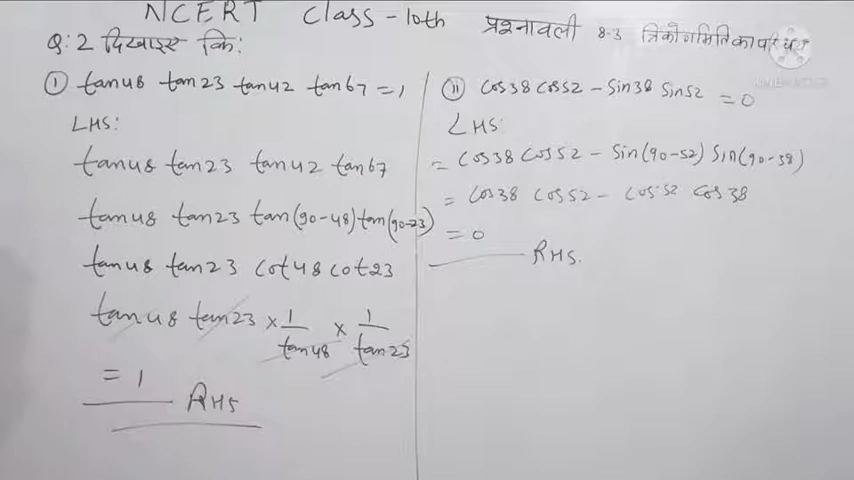 NCERT Class-10th प्रश्नावली 8.3 त्रिकोणमितिका परिचय
Q:2 दिखाइए कि:
① tan48 tan23 tan42 tan67 = 1
LHS:
tan48 tan23 tan42 tan67
tan48 tan23 tan(90-48) tan(90-23)
tan48 tan23 cot48 cot23
tan48 tan23 × 1/tan48 × 1/tan23
= 1
RHS
⑪ cos38 cos52 - sin38 sin52 = 0
LHS:
= cos38 cos52 - sin(90-52) sin(90-38)
= cos38 cos52 - cos52 cos38
= 0
RHS.